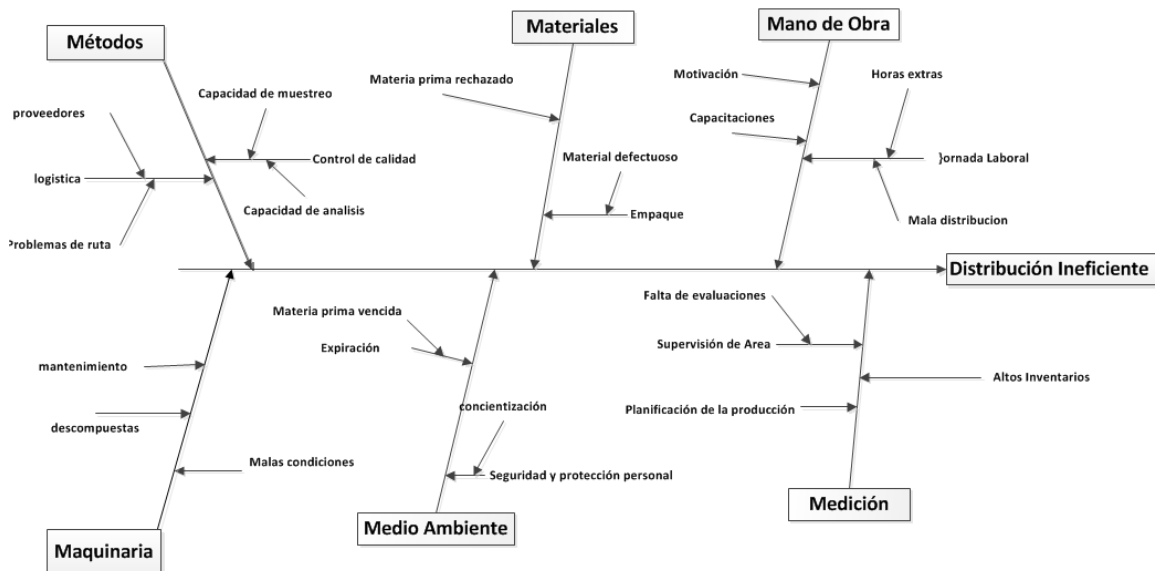 Métodos
Materiales
Mano de Obra
Materia prima rechazado
Motivación
Horas extras
Capacidad de muestreo
proveedores
Capacitaciones
Control de calidad
Material defectuoso
}ornada Laboral
logistica
Capacidad de analisis
Empaque
Mala distribucion
Problemas de ruta
Distribución Ineficiente
Materia prima vencida
Falta de evaluaciones
Expiración
Supervisión de Area
mantenimiento
Altos Inventarios
concientización
Planificación de la producción
descompuestas
Malas condiciones
Seguridad y protección personal
Medición
Medio Ambiente
Maquinaria